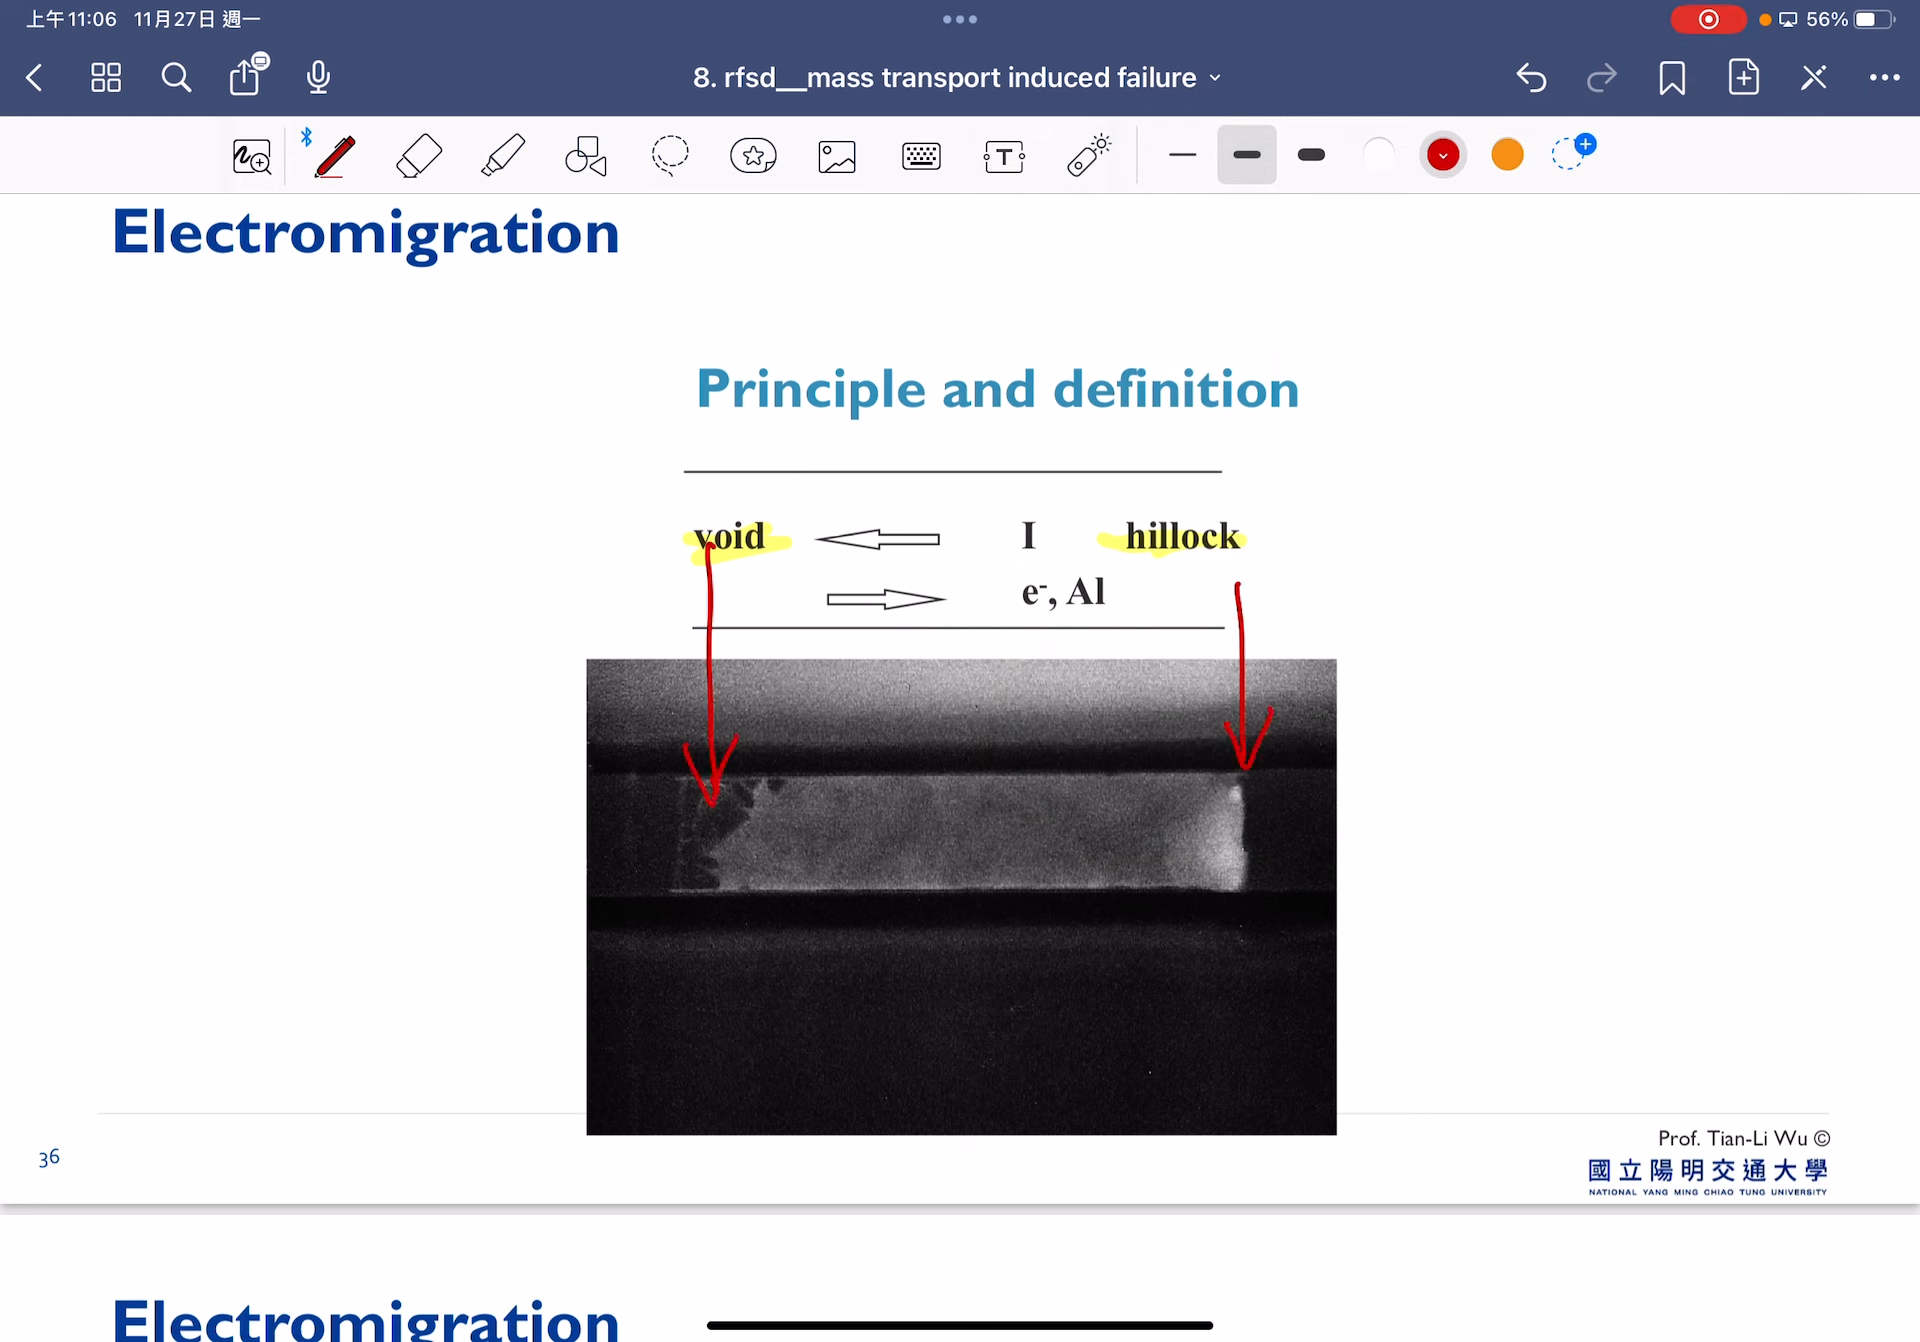 上午11:06 11月27日 週一
56%
8. rfsd__mass transport induced failure
Electromigration
Principle and definition
void I hillock
e-, Al
36
Prof. Tian-Li Wu ©
國立陽明交通大學
NATIONAL YANG MING CHIAO TUNG UNIVERSITY
Electromigration